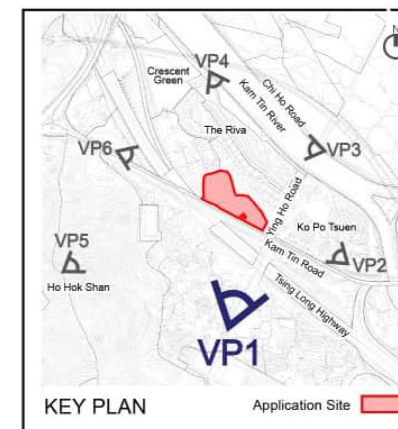 N
VP4
Crescent
Green
Chi Ho Road
Kam Tin River
The Riva
VP6
VP3
Ying Ho Road
VP5
Ko Po Tsuen
Kam Tin Road
VP2
Ho Hok Shan
Tsing Long Highway
VP1
KEY PLAN
Application Site